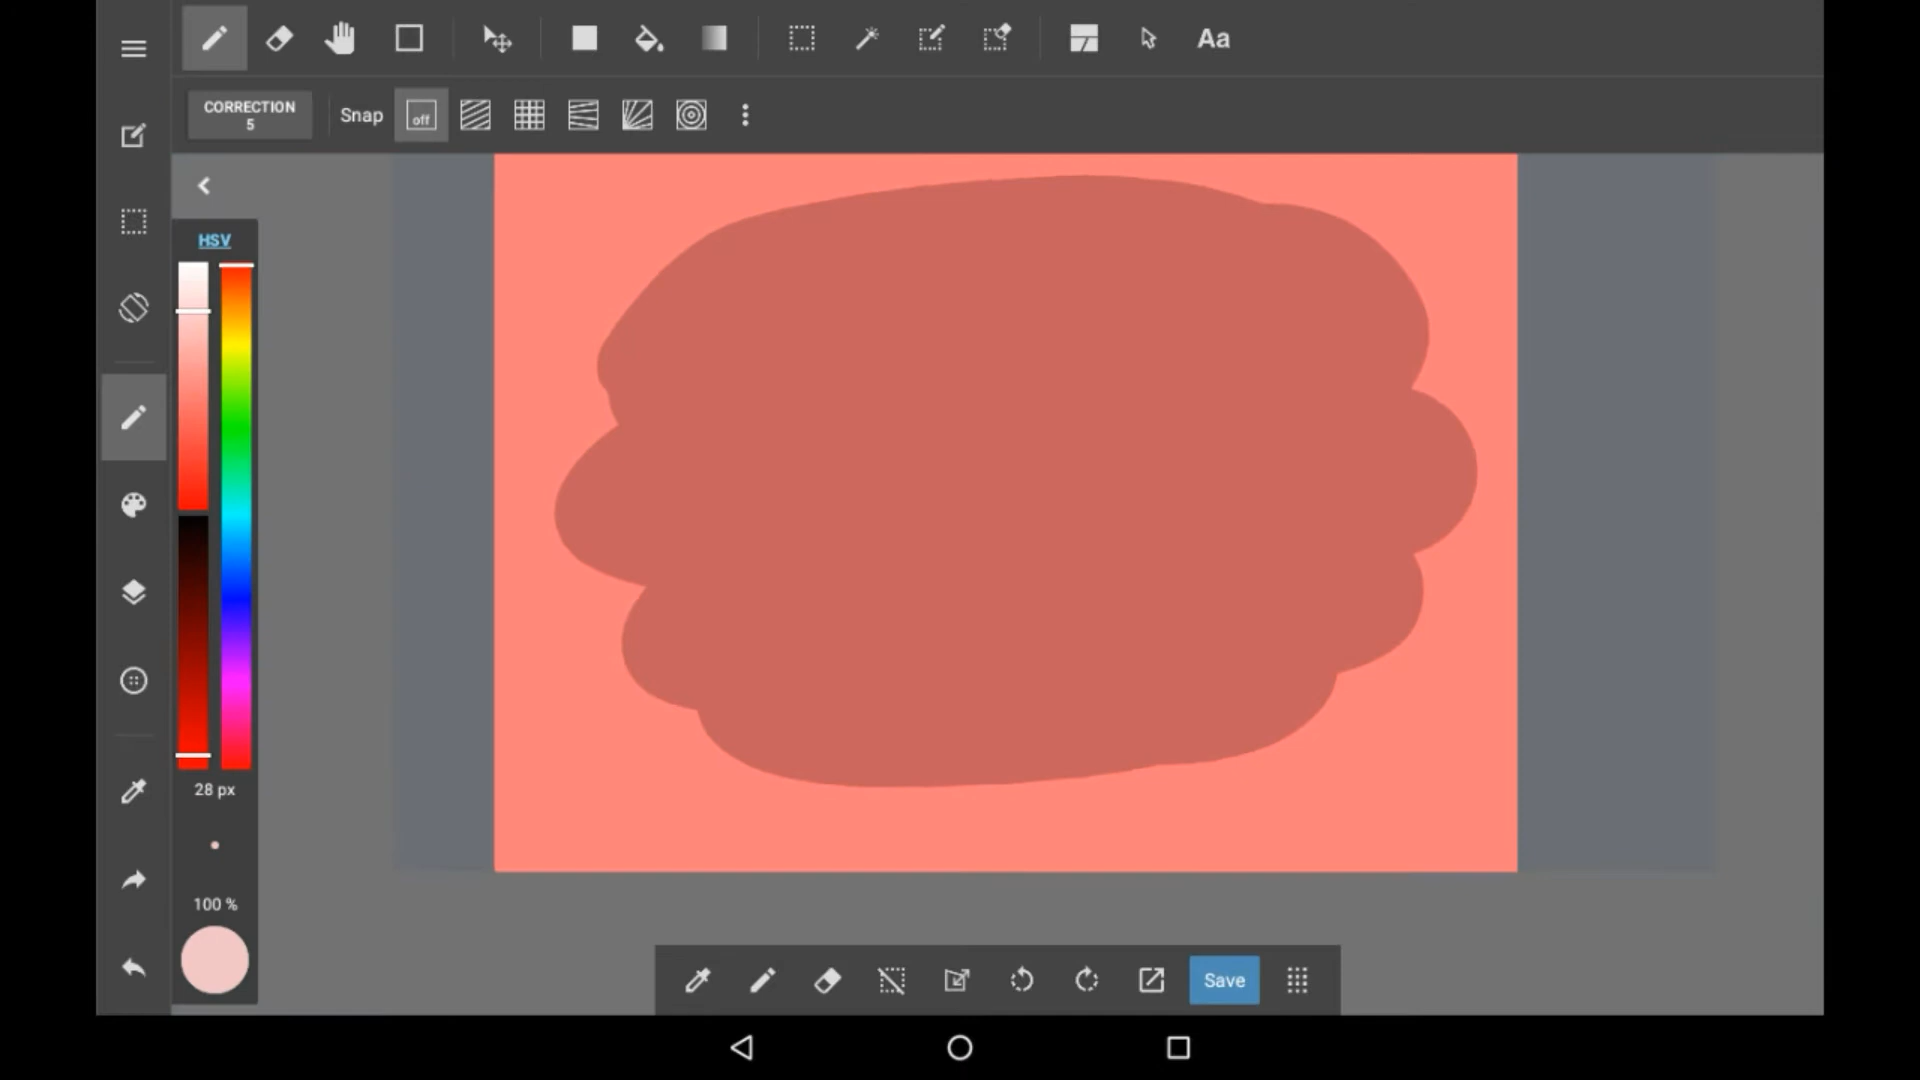 Aa
CORRECTION
5
Snap
off
HSV
28 px
100 %
Save